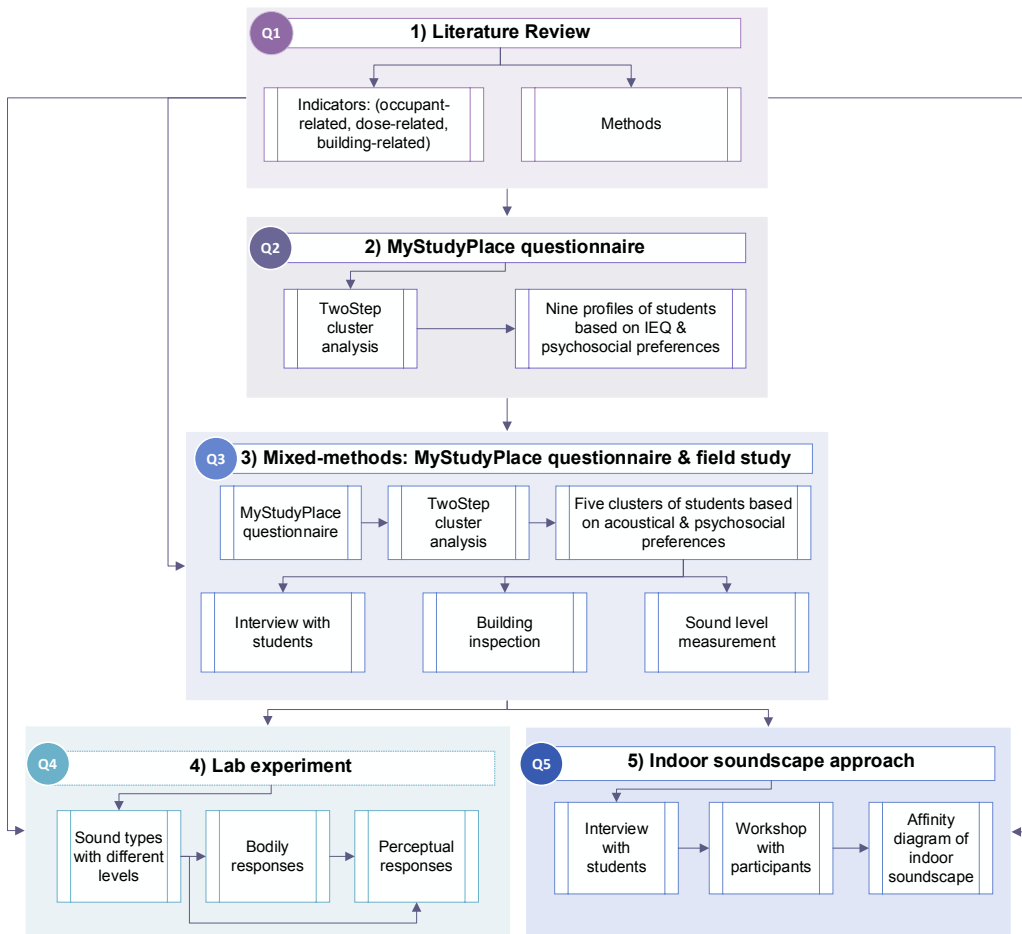 Q1
1) Literature Review
Indicators: (occupant-
related, dose-related,
building-related)
Methods
Q2
2) MyStudyPlace questionnaire
TwoStep
cluster
analysis
Nine profiles of students
based on IEQ &
psychosocial preferences
Q3
3) Mixed-methods: MyStudyPlace questionnaire & field study
MyStudyPlace
questionnaire
TwoStep
cluster
analysis
Five clusters of students based
on acoustical & psychosocial
preferences
Interview with
students
Building
inspection
Sound level
measurement
Q4
4) Lab experiment
Sound types
with different
levels
Bodily
responses
Perceptual
responses
Q5
5) Indoor soundscape approach
Interview
with
students
Workshop
with
participants
Affinity
diagram of
indoor
soundscape